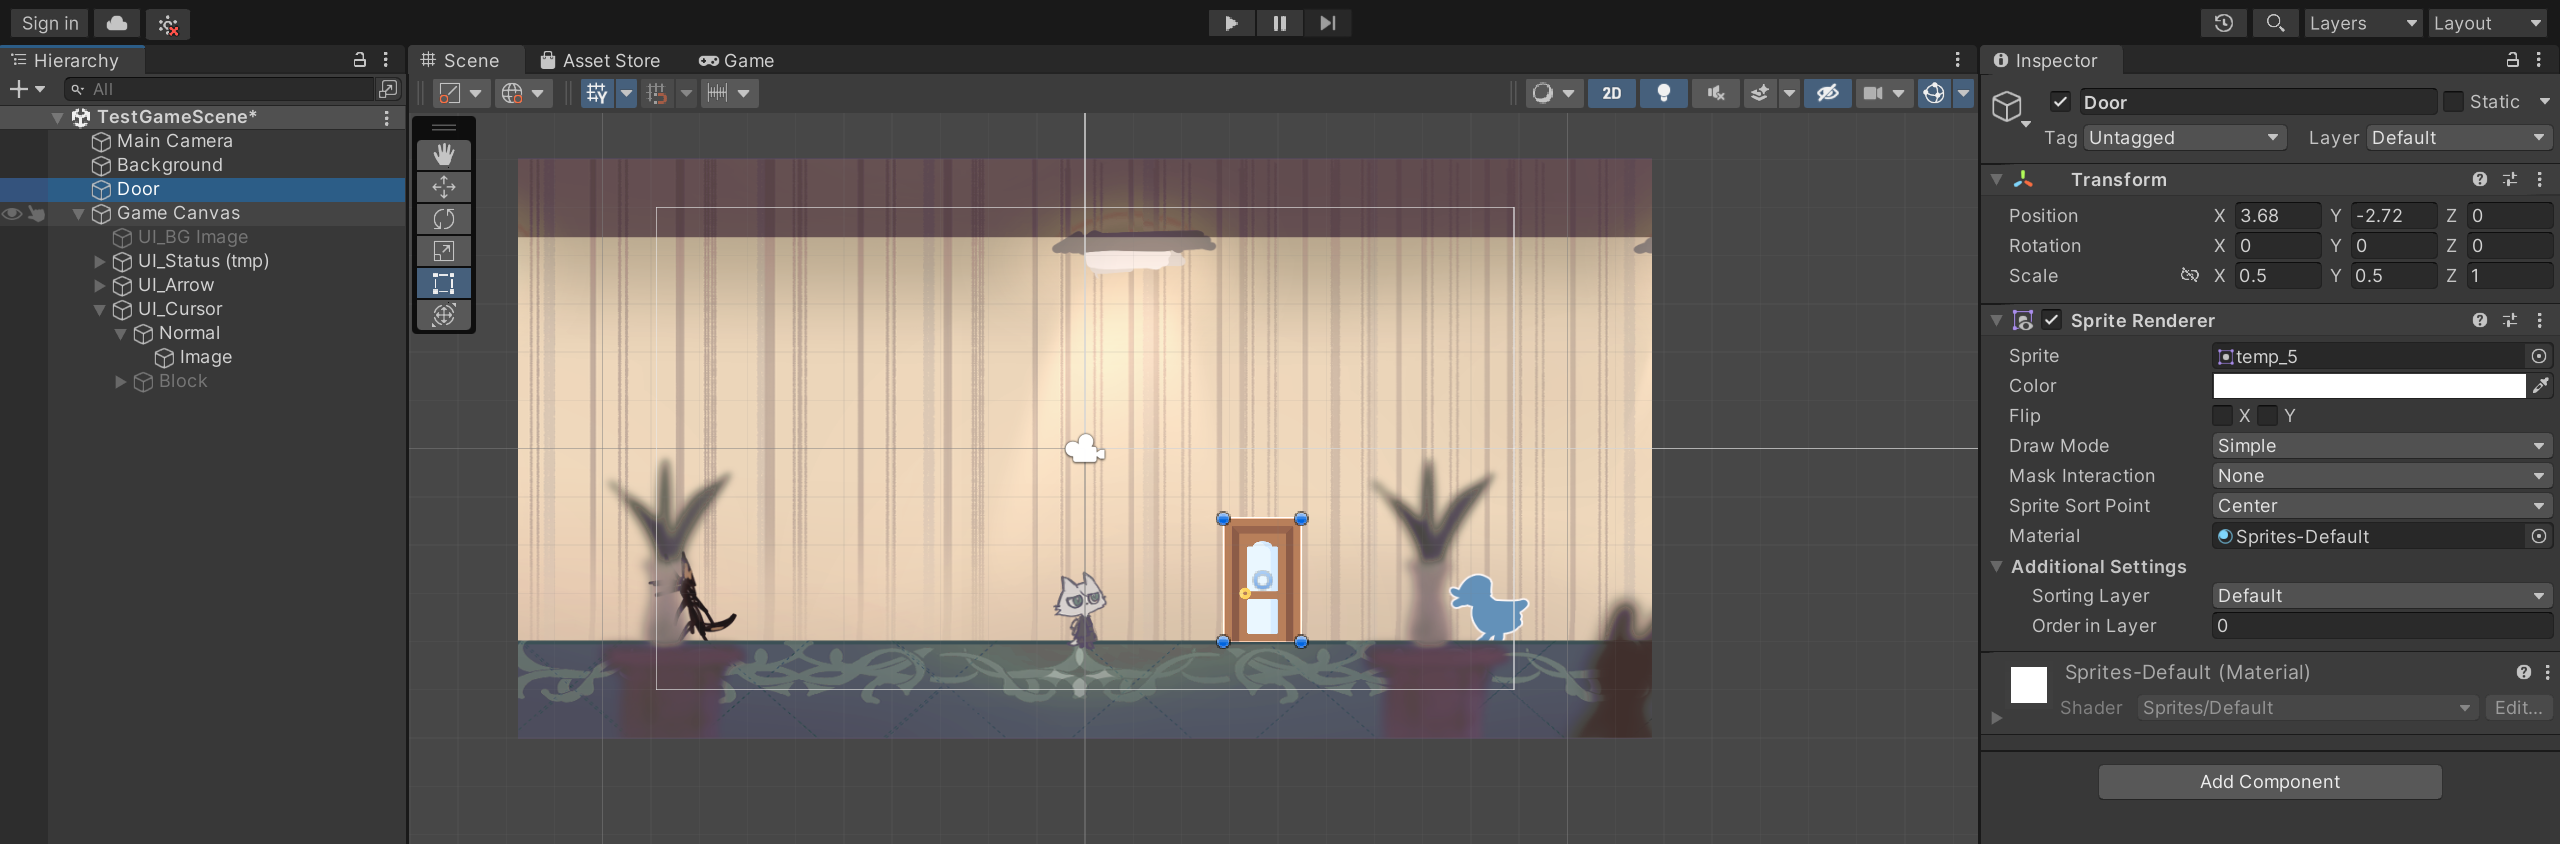 Sign in
Layers
Layout
Hierarchy
Scene
Asset Store
Game
Inspector
All
2D
TestGameScene*
Main Camera
Background
Door
Game Canvas
UI_BG Image
UI_Status (tmp)
UI_Arrow
UI_Cursor
Normal
Image
Block
Door
Static
Tag Untagged Layer Default
Transform
Position X 3.68 Y -2.72 Z 0
Rotation X 0 Y 0 Z 0
Scale X 0.5 Y 0.5 Z 1
Sprite Renderer
Sprite temp_5
Color
Flip X Y
Draw Mode Simple
Mask Interaction None
Sprite Sort Point Center
Material Sprites-Default
Additional Settings
Sorting Layer Default
Order in Layer 0
Sprites-Default (Material)
Shader Sprites/Default Edit...
Add Component